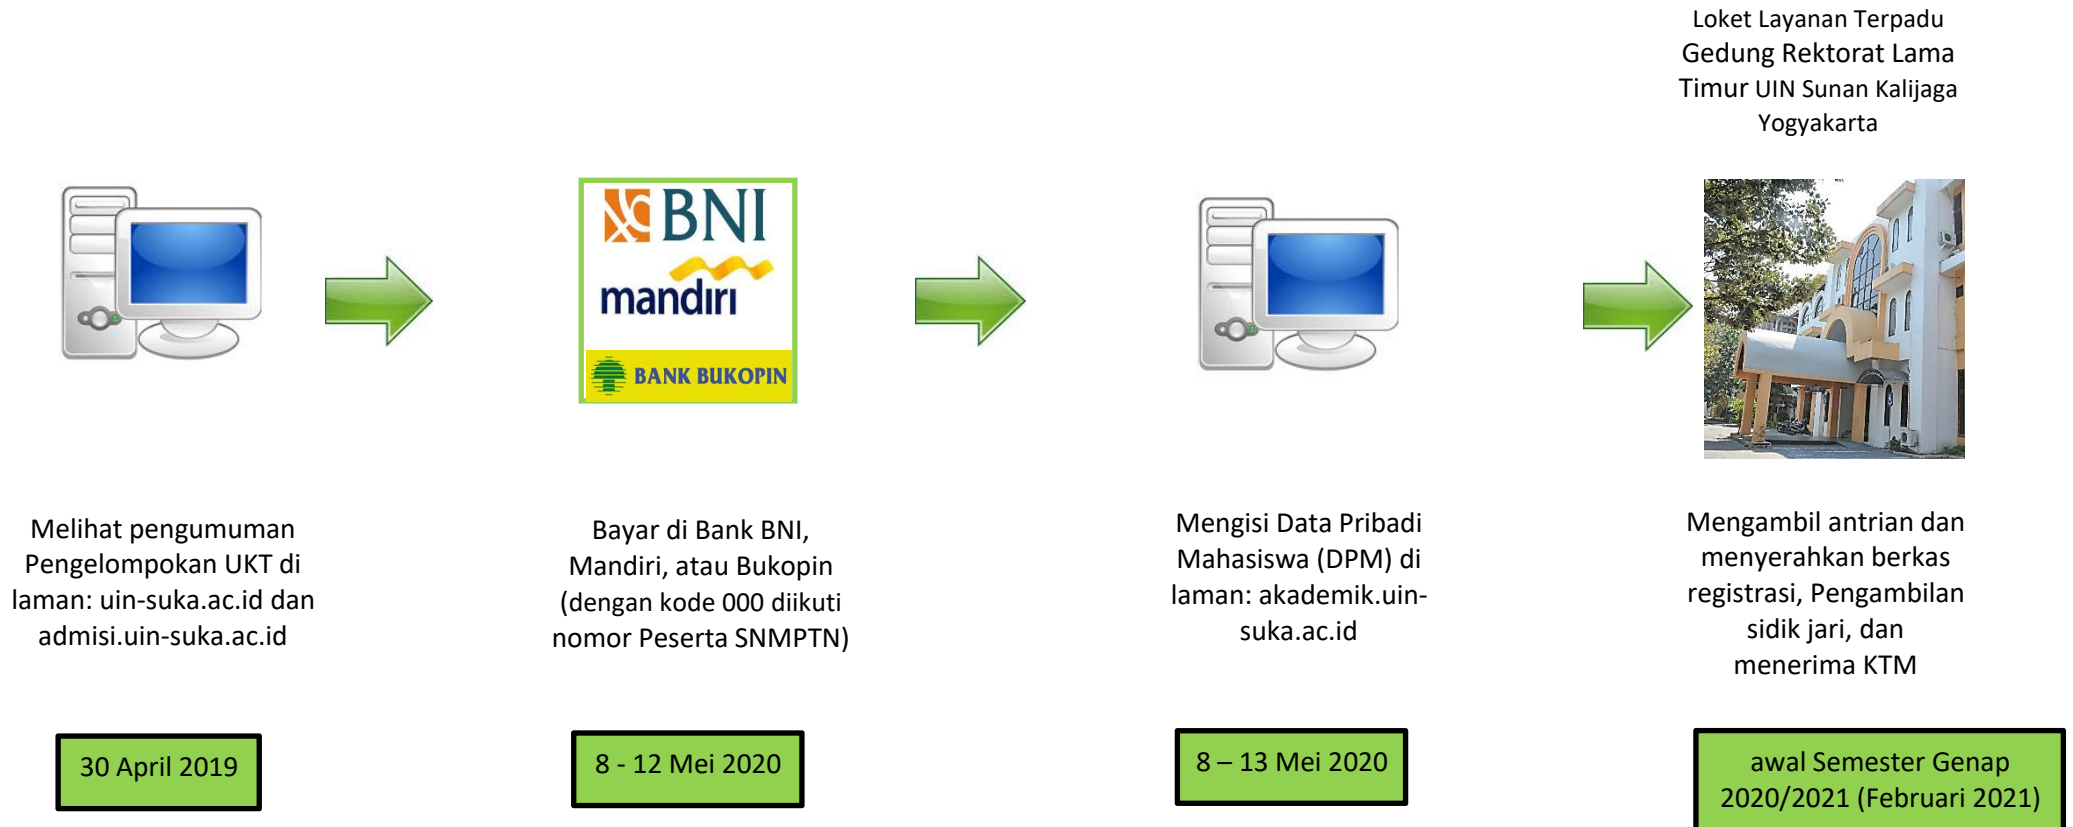 Loket Layanan Terpadu
Gedung Rektorat Lama
Timur UIN Sunan Kalijaga
Yogyakarta
BNI
mandiri
BANK BUKOPIN
Melihat pengumuman
Pengelompokan UKT di
laman: uin-suka.ac.id dan
admisi.uin-suka.ac.id
Bayar di Bank BNI,
Mandiri, atau Bukopin
(dengan kode 000 diikuti
nomor Peserta SNMPTN)
Mengisi Data Pribadi
Mahasiswa (DPM) di
laman: akademik.uin-
suka.ac.id
Mengambil antrian dan
menyerahkan berkas
registrasi, Pengambilan
sidik jari, dan
menerima KTM
30 April 2019
8 - 12 Mei 2020
8 – 13 Mei 2020
awal Semester Genap
2020/2021 (Februari 2021)